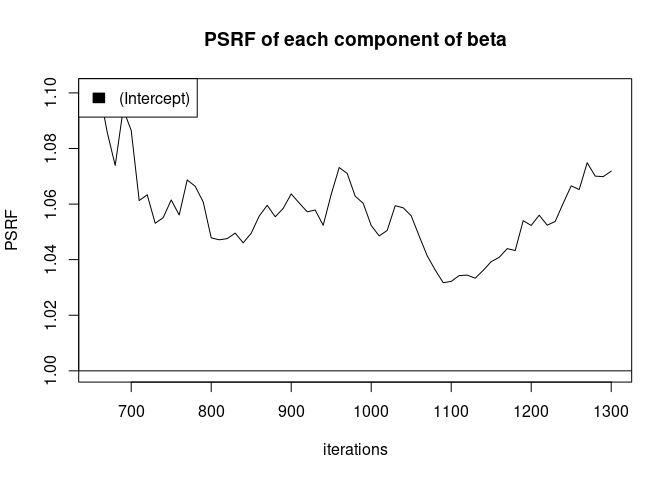 PSRF of each component of beta
(Intercept)
PSRF
1.10
1.08
1.06
1.04
1.02
1.00
700 800 900 1000 1100 1200 1300
iterations